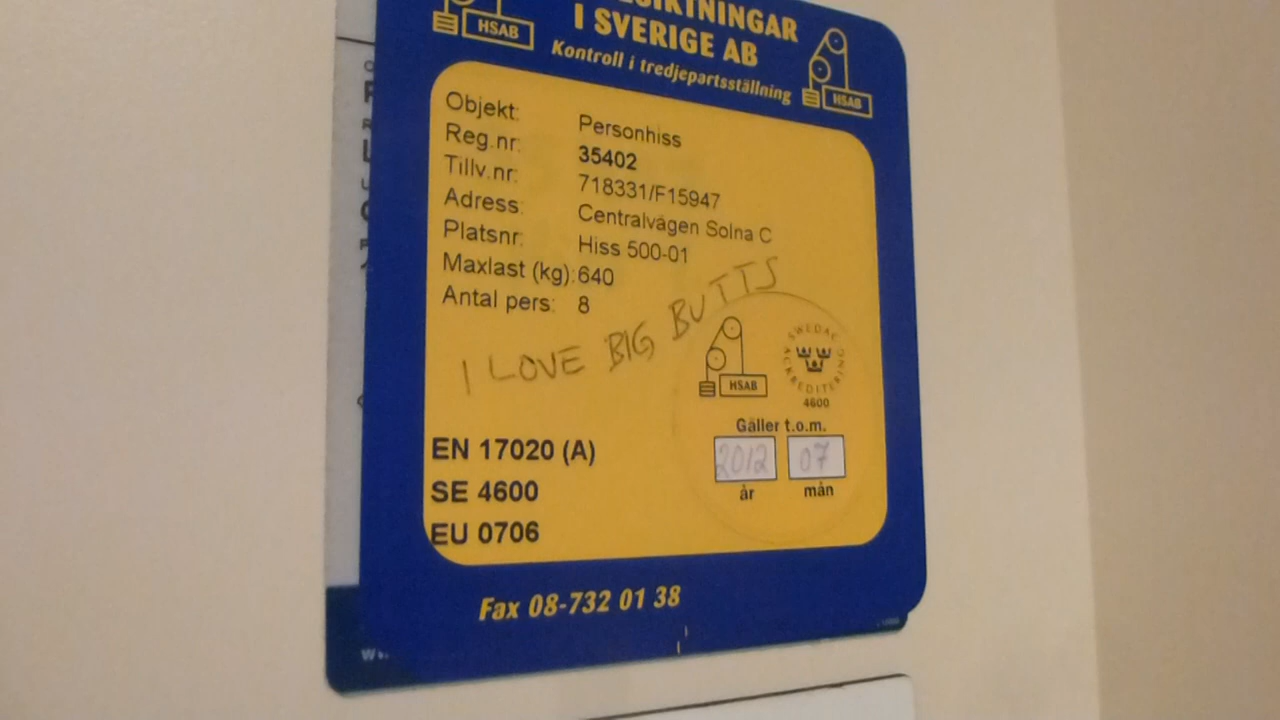 I SVERIGE AB
Kontroll i tredjepartsställning
HSAB
HSAB
Objekt: Personhiss
Reg.nr: 35402
Tillv.nr: 718331/F15947
Adress: Centralvägen Solna C
Platsnr: Hiss 500-01
Maxlast (kg): 640
Antal pers: 8
I LOVE BIG BUTTS
HSAB
SWEDAC
ACKREDITERING
4600
Gäller t.o.m.
2012 07
år mån
EN 17020 (A)
SE 4600
EU 0706
Fax 08-732 01 38